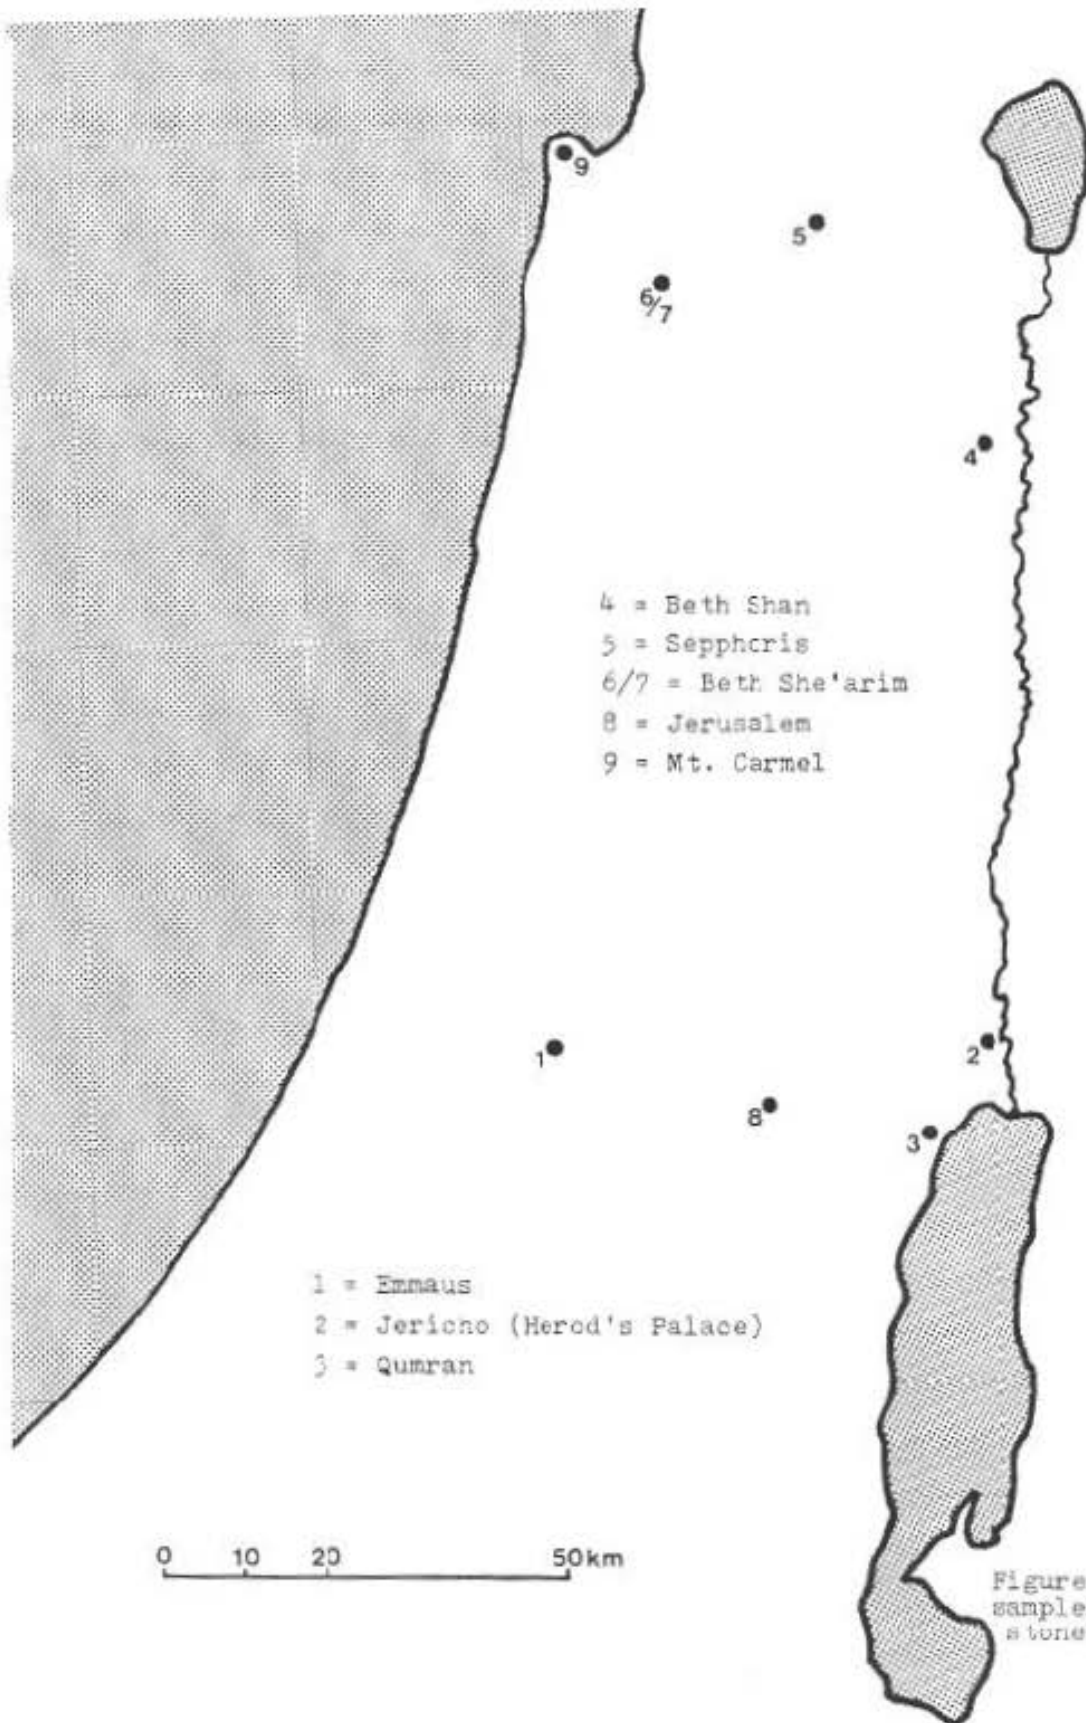 9
5
6/7
4
4 = Beth Shan
5 = Sepphcris
6/7 = Beth She'arim
8 = Jerusalem
9 = Mt. Carmel
1
2
8
3
1 = Emmaus
2 = Jericho (Herod's Palace)
3 = Qumran
0 10 20 50km
Figure
sample
stone